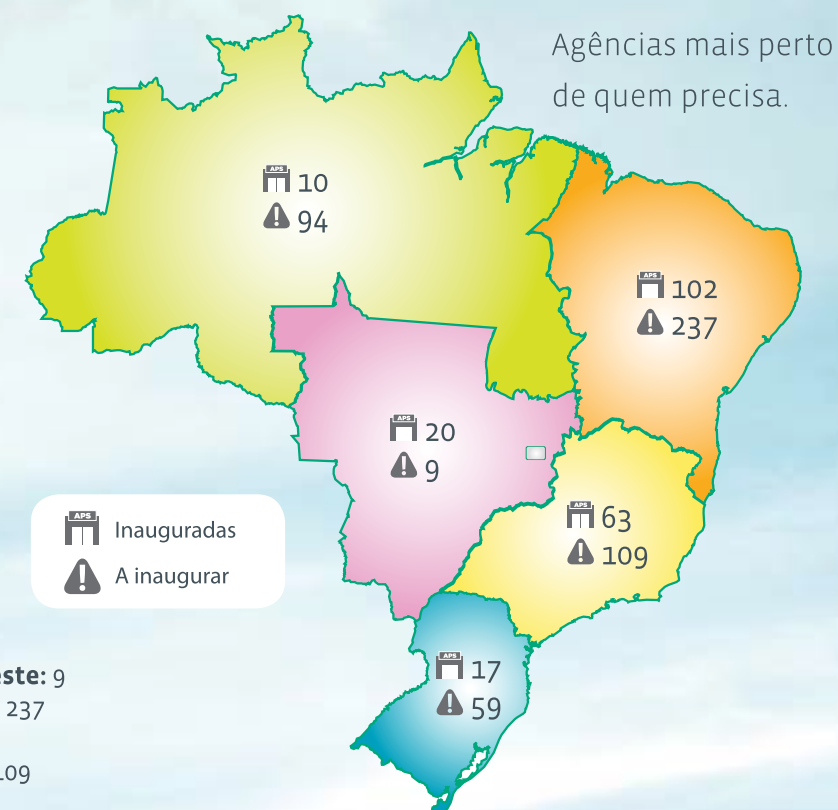 Agências mais perto
de quem precisa.
APS 10
94
APS 102
237
APS 20
9
APS 63
109
APS Inauguradas
A inaugurar
APS 17
59
este: 9
237
109